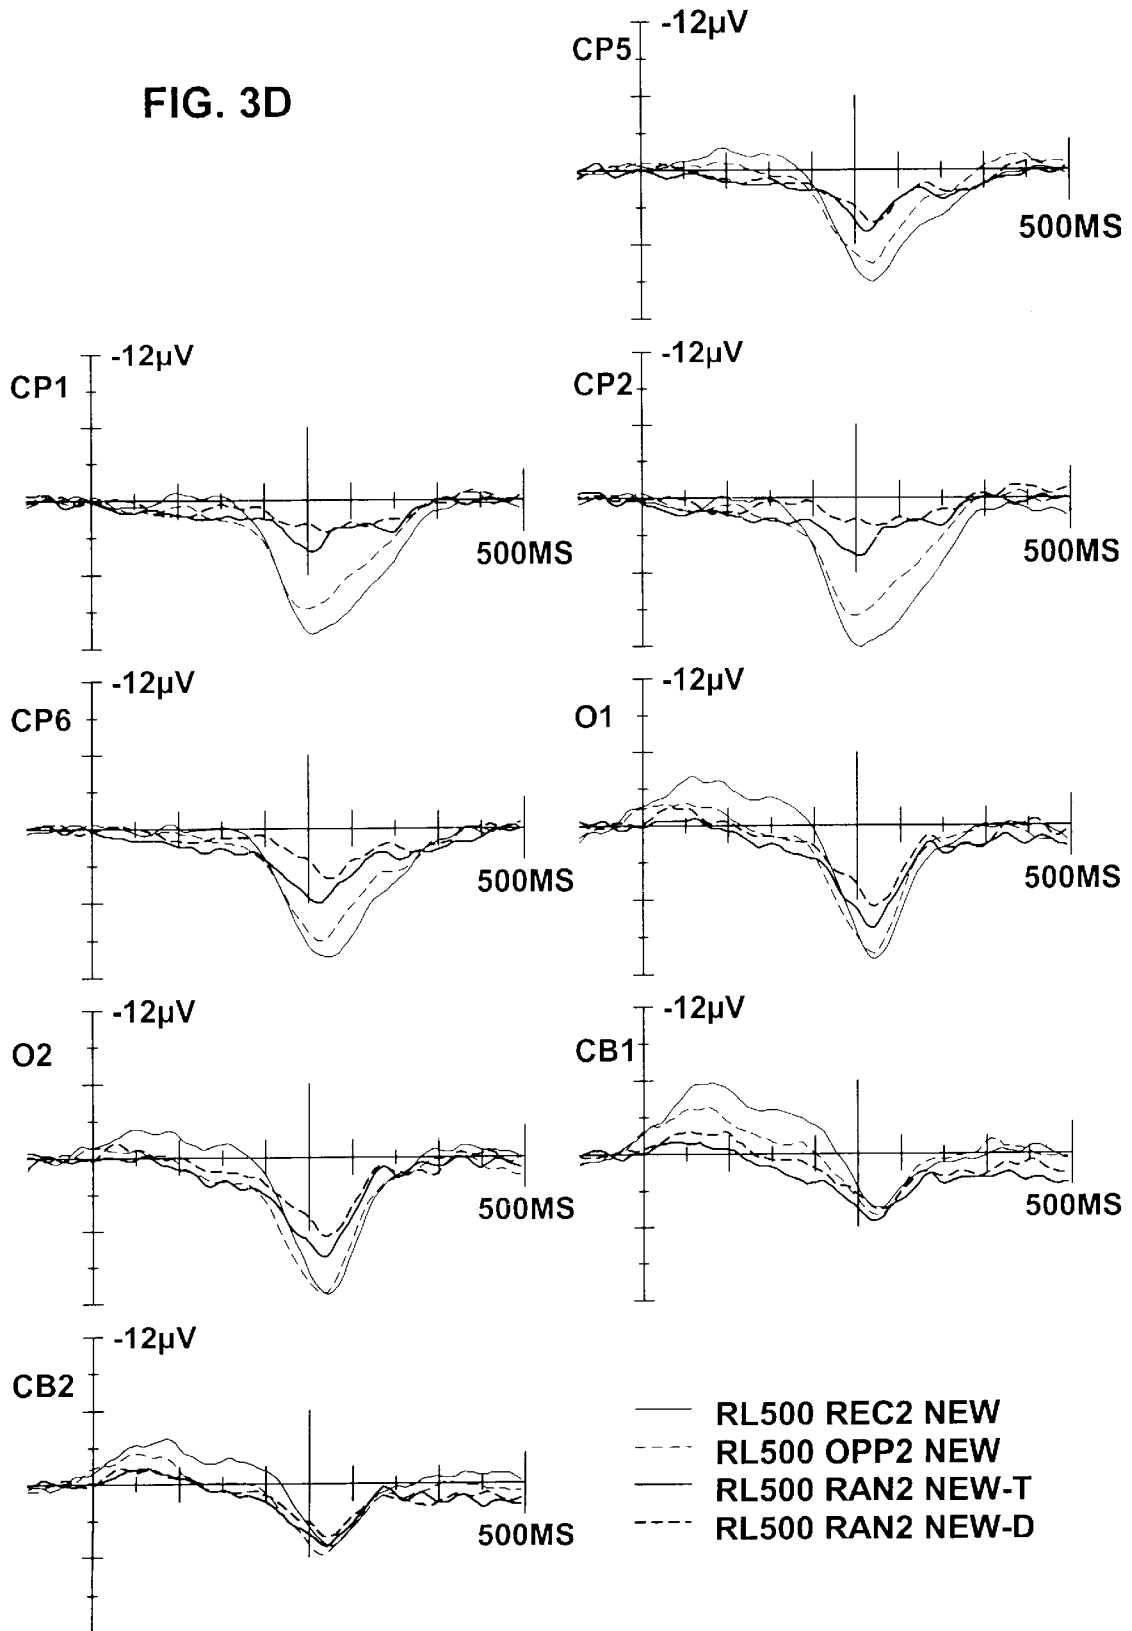 FIG. 3D
CP5
-12µV
500MS
CP1
-12µV
500MS
CP2
-12µV
500MS
CP6
-12µV
500MS
O1
-12µV
500MS
O2
-12µV
500MS
CB1
-12µV
500MS
CB2
-12µV
500MS
RL500 REC2 NEW
RL500 OPP2 NEW
RL500 RAN2 NEW-T
RL500 RAN2 NEW-D